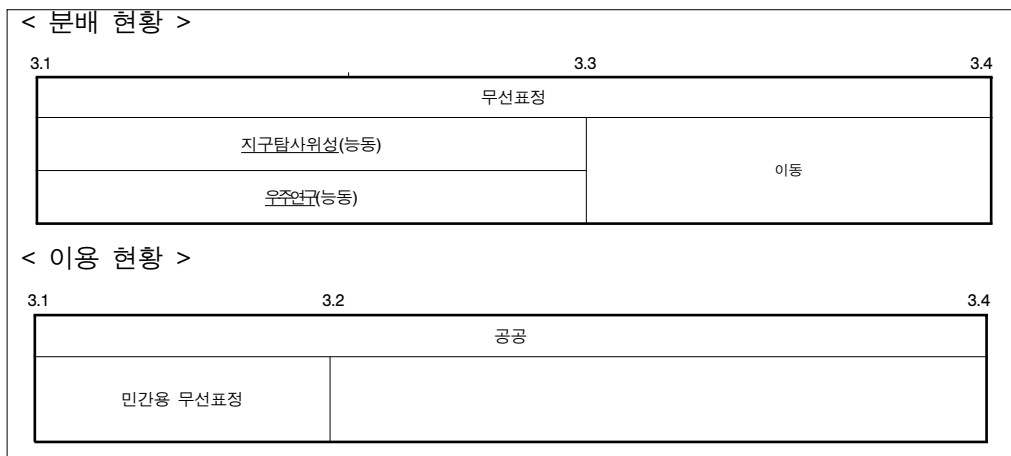 < 분배 현황 >
3.1 3.3 3.4
무선표정
지구탐사위성(능동)
이동
우주연구(능동)
< 이용 현황 >
3.1 3.2 3.4
공공
민간용 무선표정